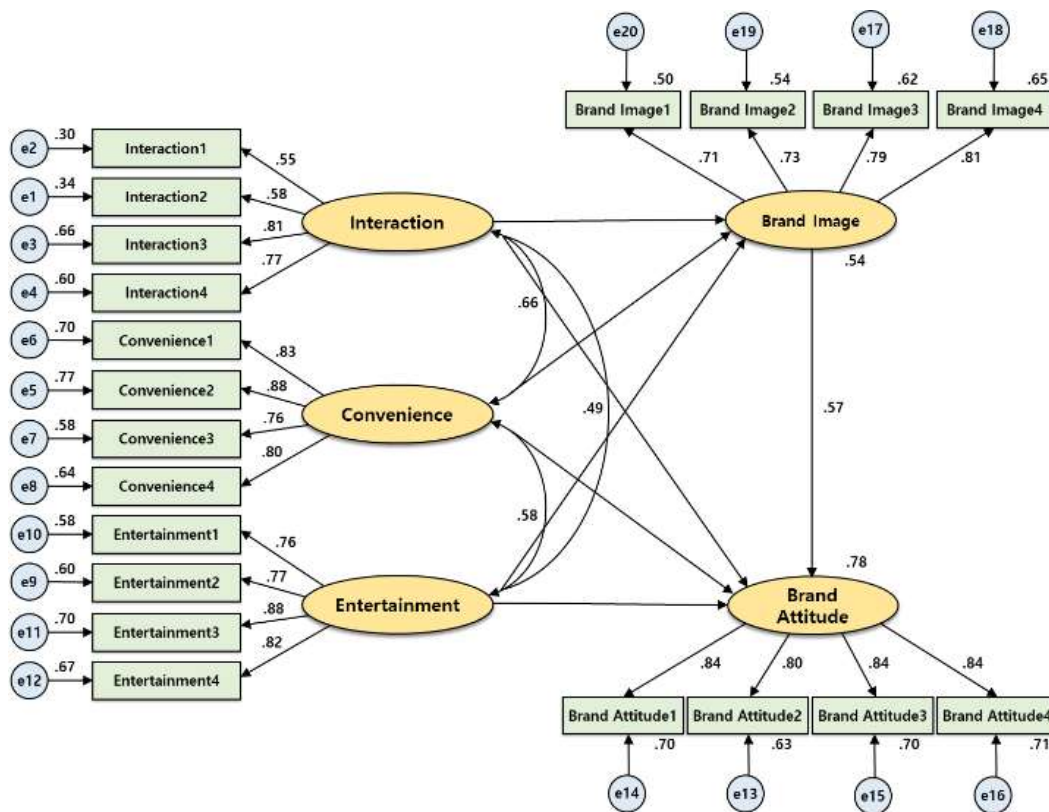 e20
e19
e17
e18
.50
.54
.62
.65
Brand Image1
Brand Image2
Brand Image3
Brand Image4
.71
.73
.79
.81
e2
.30
Interaction1
.55
e1
.34
Interaction2
.58
e3
.66
Interaction3
.81
e4
.60
Interaction4
.77
Interaction
Brand Image
.54
.66
e6
.70
Convenience1
.83
e5
.77
Convenience2
.88
e7
.58
Convenience3
.76
e8
.64
Convenience4
.80
Convenience
.49
.57
.58
e10
.58
Entertainment1
.76
e9
.60
Entertainment2
.77
e11
.70
Entertainment3
.88
e12
.67
Entertainment4
.82
Entertainment
.78
Brand
Attitude
.84
.80
.84
.84
Brand Attitude1
Brand Attitude2
Brand Attitude3
Brand Attitude4
.70
.63
.70
.71
e14
e13
e15
e16